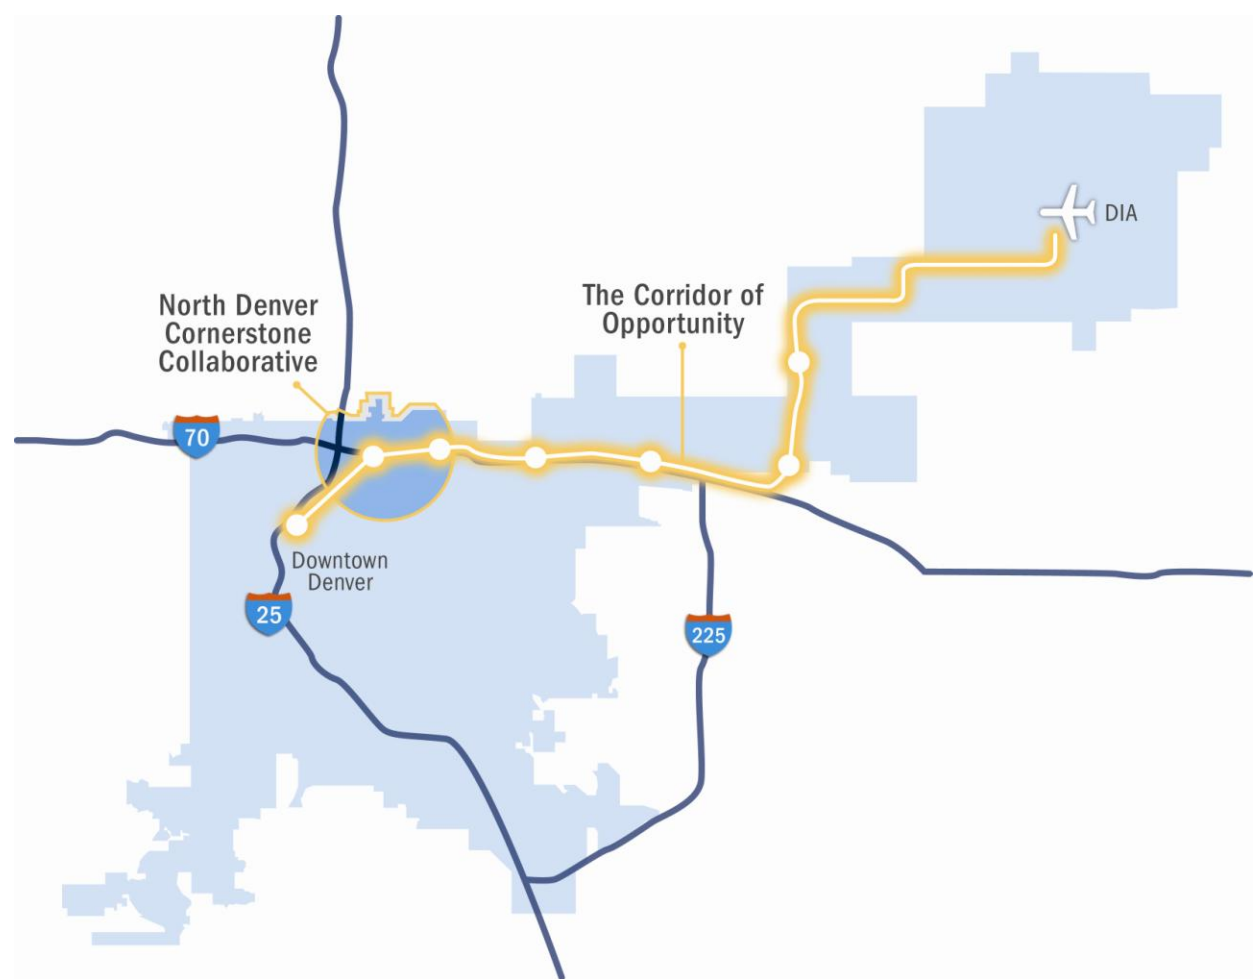 DIA
The Corridor of
Opportunity
North Denver
Cornerstone
Collaborative
70
Downtown
Denver
25
225